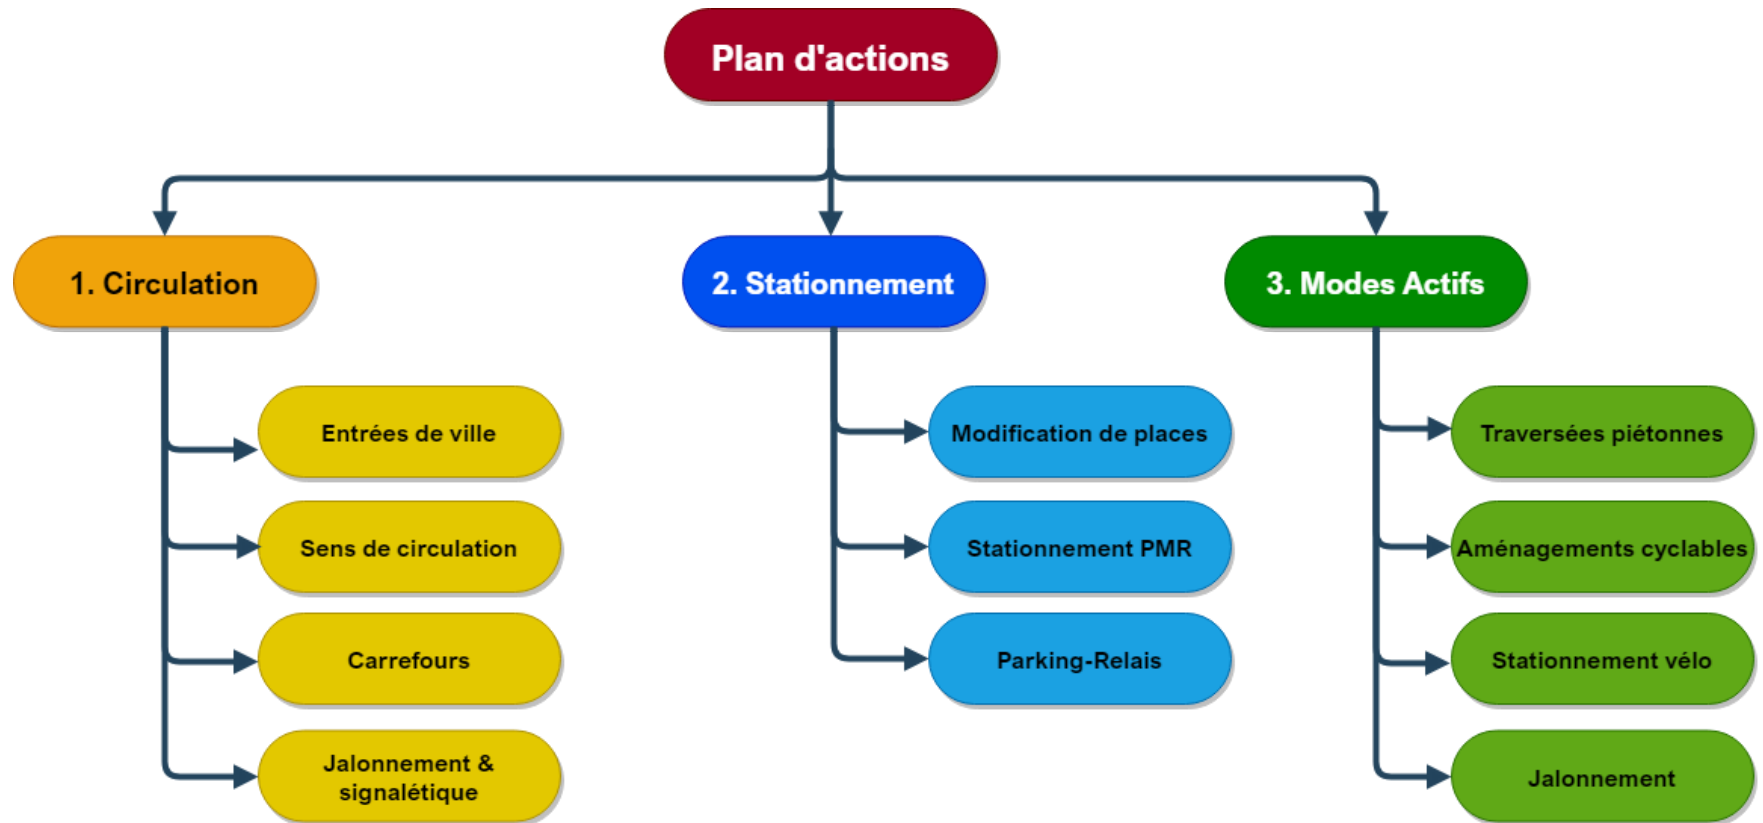 Plan d'actions
1. Circulation
2. Stationnement
3. Modes Actifs
Entrées de ville
Sens de circulation
Carrefours
Jalonnement &
signalétique
Modification de places
Stationnement PMR
Parking-Relais
Traversées piétonnes
Aménagements cyclables
Stationnement vélo
Jalonnement